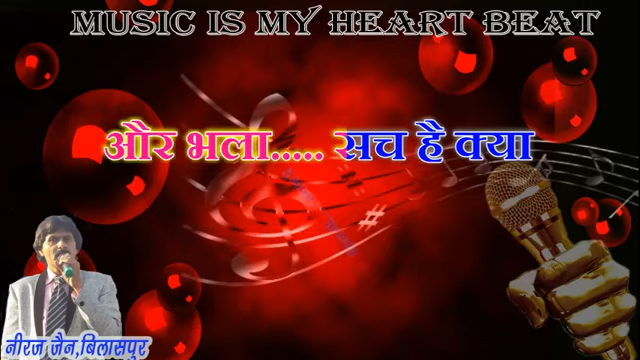 MUSIC IS MY HEART BEAT
और भला..... सच है क्या
नीरज जैन,बिलासपुर